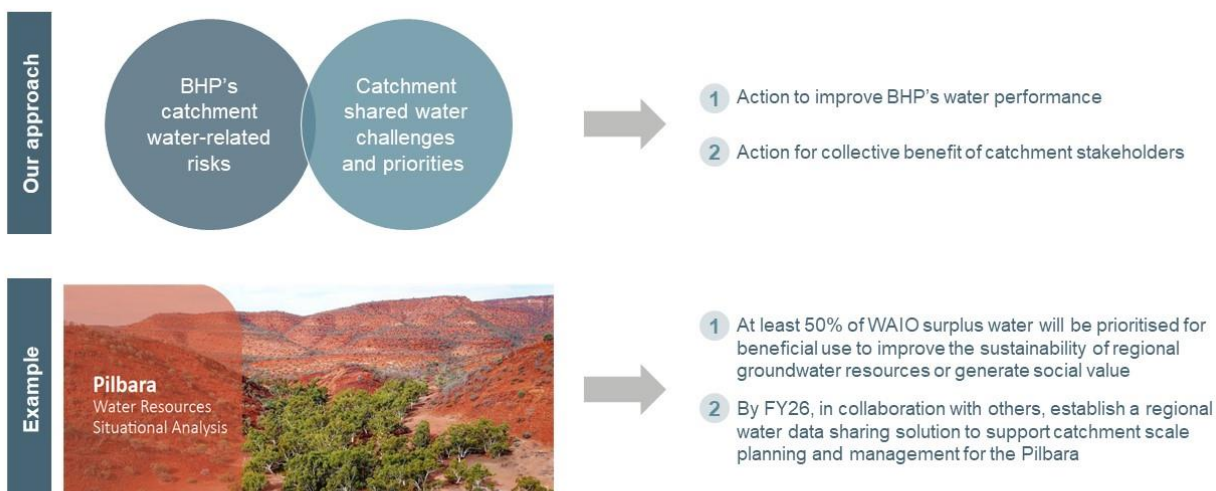 Our approach
BHP's
catchment
water-related
risks
Catchment
shared water
challenges
and priorities
1 Action to improve BHP's water performance
2 Action for collective benefit of catchment stakeholders
Example
Pilbara
Water Resources
Situational Analysis
1 At least 50% of WAIO surplus water will be prioritised for
beneficial use to improve the sustainability of regional
groundwater resources or generate social value
2 By FY26, in collaboration with others, establish a regional
water data sharing solution to support catchment scale
planning and management for the Pilbara